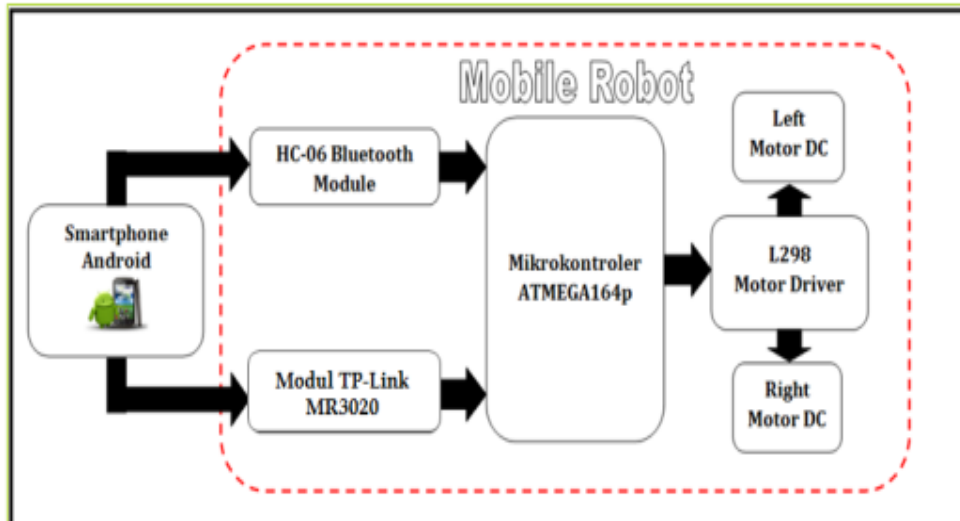 Mobile Robot
Smartphone
Android
HC-06 Bluetooth
Module
Modul TP-Link
MR3020
Mikrokontroler
ATMEGA164p
Left
Motor DC
L298
Motor Driver
Right
Motor DC